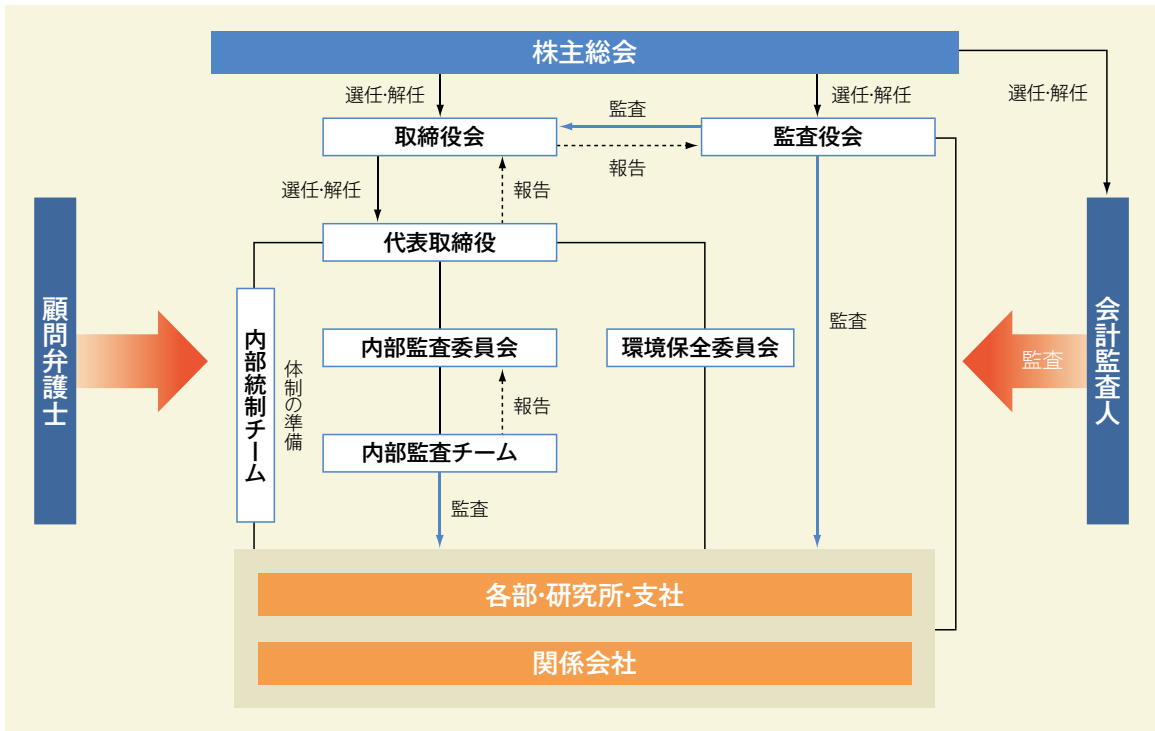 株主総会
選任・解任
選任・解任
選任・解任
監査
取締役会
監査役会
報告
選任・解任
報告
代表取締役
顧問弁護士
会計監査人
監査
内部統制チーム
体制の準備
内部監査委員会
環境保全委員会
監査
報告
内部監査チーム
監査
各部・研究所・支社
関係会社